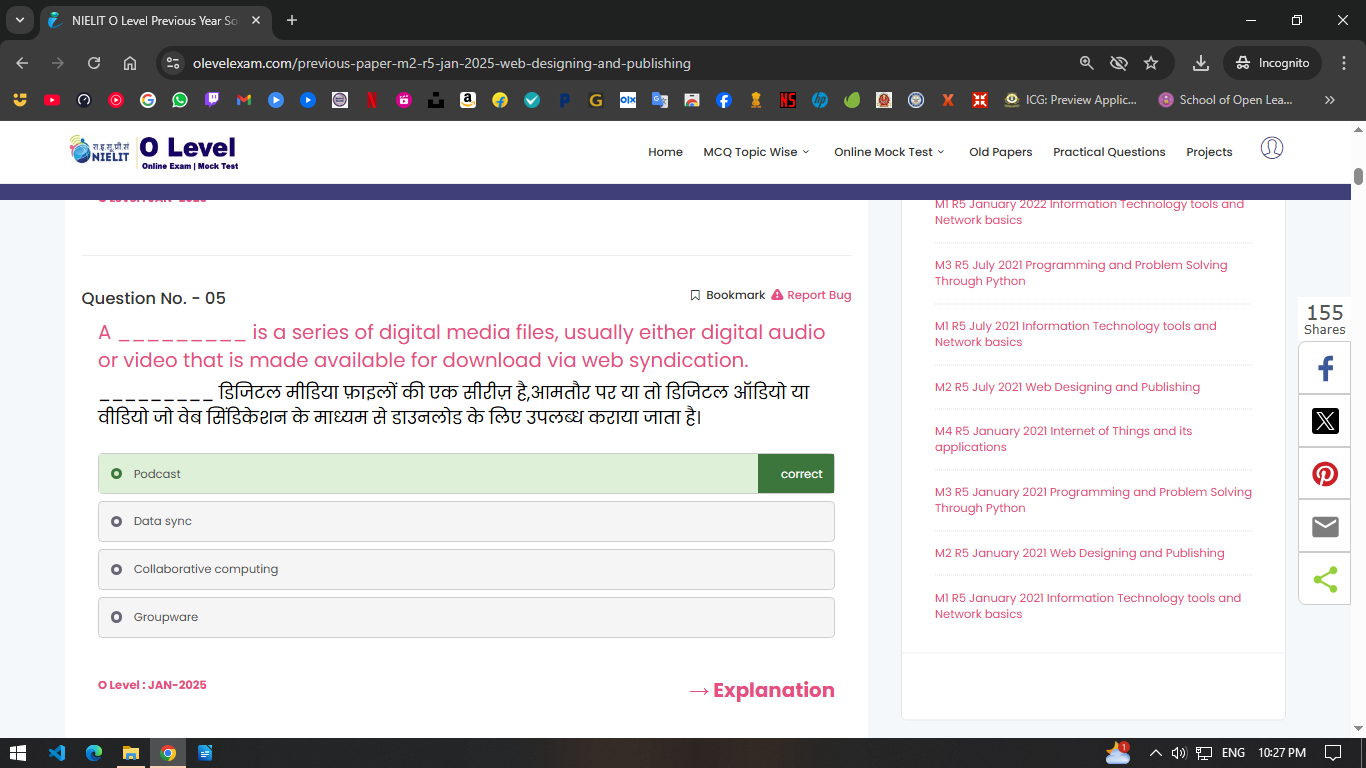 NIELIT O Level Previous Year So
olevelexam.com/previous-paper-m2-r5-jan-2025-web-designing-and-publishing
Incognito
ICG: Preview Applic...
School of Open Lea...
रा.इ.सू.प्रौ.सं
NIELIT
O Level
Online Exam | Mock Test
Home
MCQ Topic Wise
Online Mock Test
Old Papers
Practical Questions
Projects
O Level : JAN-2025
Question No. - 05
Bookmark
Report Bug
A _________ is a series of digital media files, usually either digital audio
or video that is made available for download via web syndication.
_________ डिजिटल मीडिया फ़ाइलों की एक सीरीज़ है,आमतौर पर या तो डिजिटल ऑडियो या
वीडियो जो वेब सिंडिकेशन के माध्यम से डाउनलोड के लिए उपलब्ध कराया जाता है।
Podcast
correct
Data sync
Collaborative computing
Groupware
O Level : JAN-2025
→ Explanation
M1 R5 January 2022 Information Technology tools and
Network basics
M3 R5 July 2021 Programming and Problem Solving
Through Python
M1 R5 July 2021 Information Technology tools and
Network basics
M2 R5 July 2021 Web Designing and Publishing
M4 R5 January 2021 Internet of Things and its
applications
M3 R5 January 2021 Programming and Problem Solving
Through Python
M2 R5 January 2021 Web Designing and Publishing
M1 R5 January 2021 Information Technology tools and
Network basics
155
Shares
1
ENG
10:27 PM